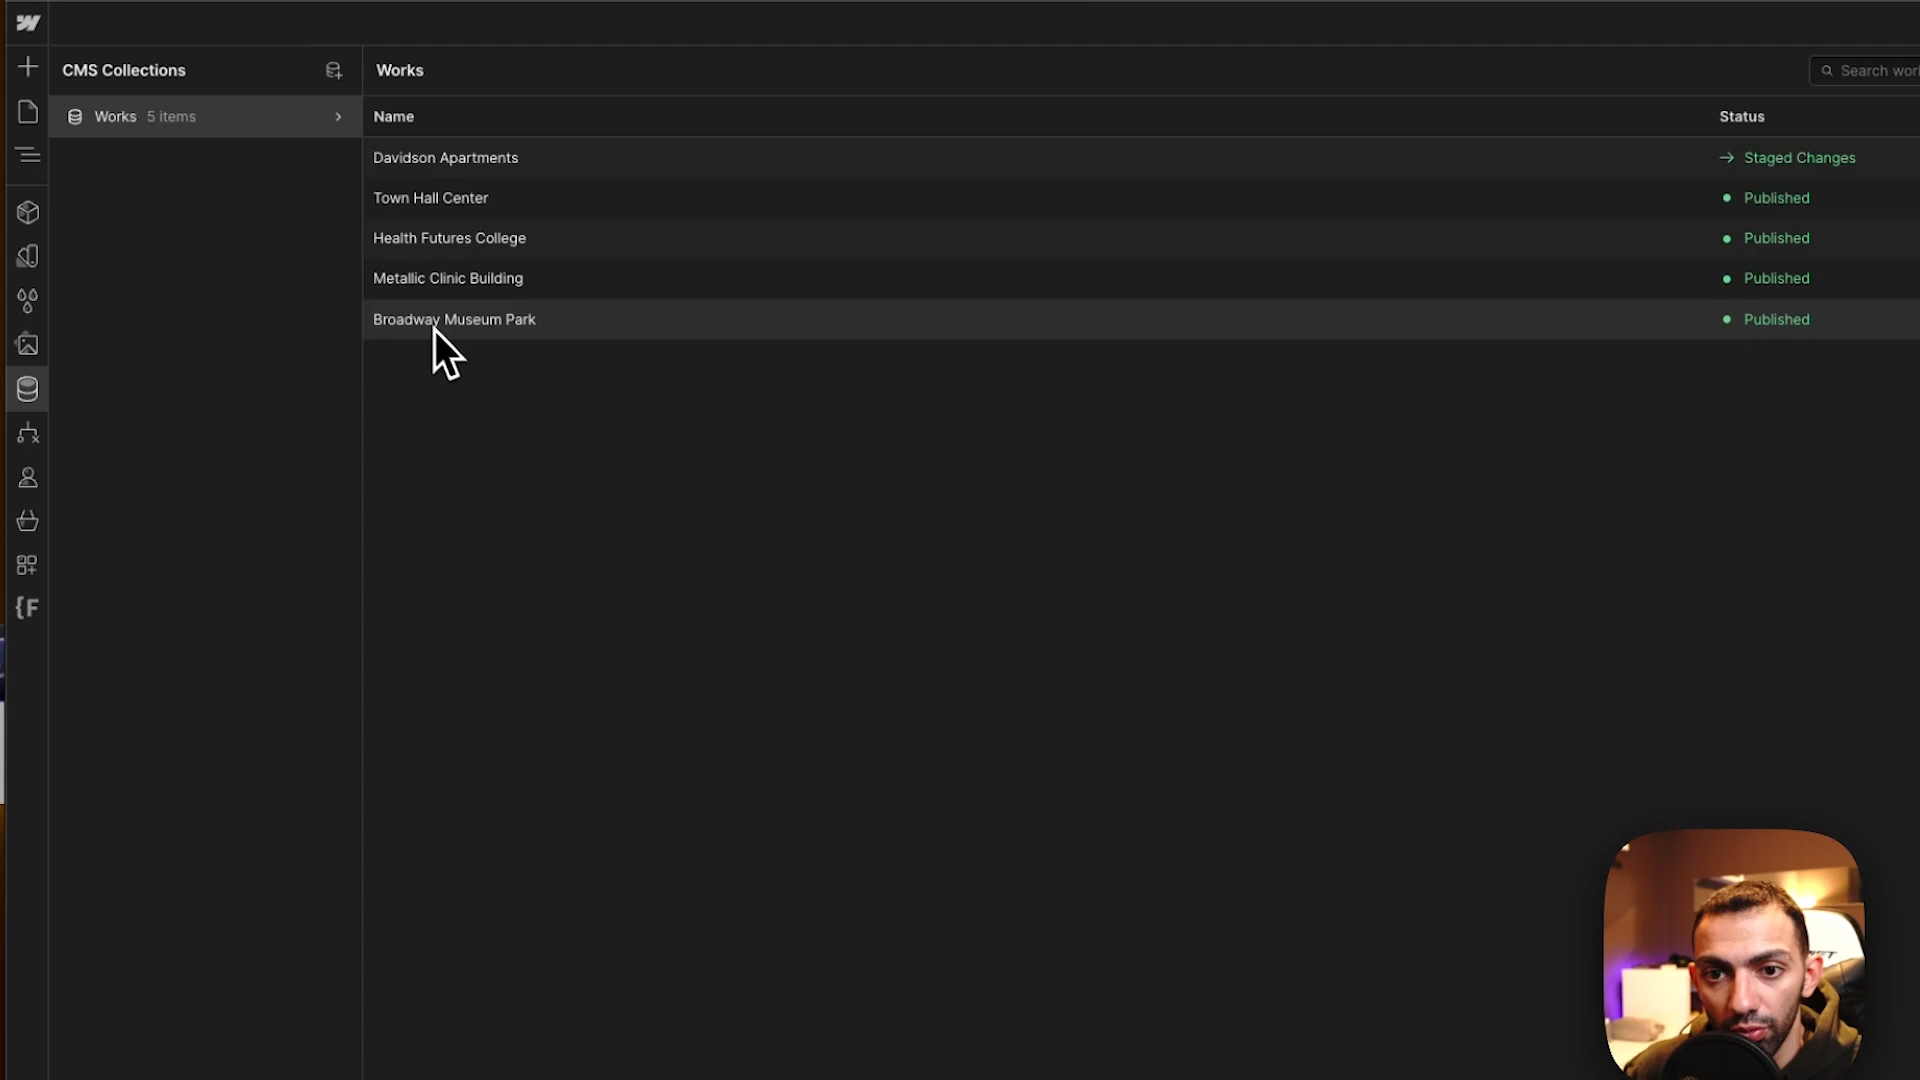 CMS Collections
Works
Search wor
Works 5 items
Name
Status
Davidson Apartments
Staged Changes
Town Hall Center
Published
Health Futures College
Published
Metallic Clinic Building
Published
Broadway Museum Park
Published
{F